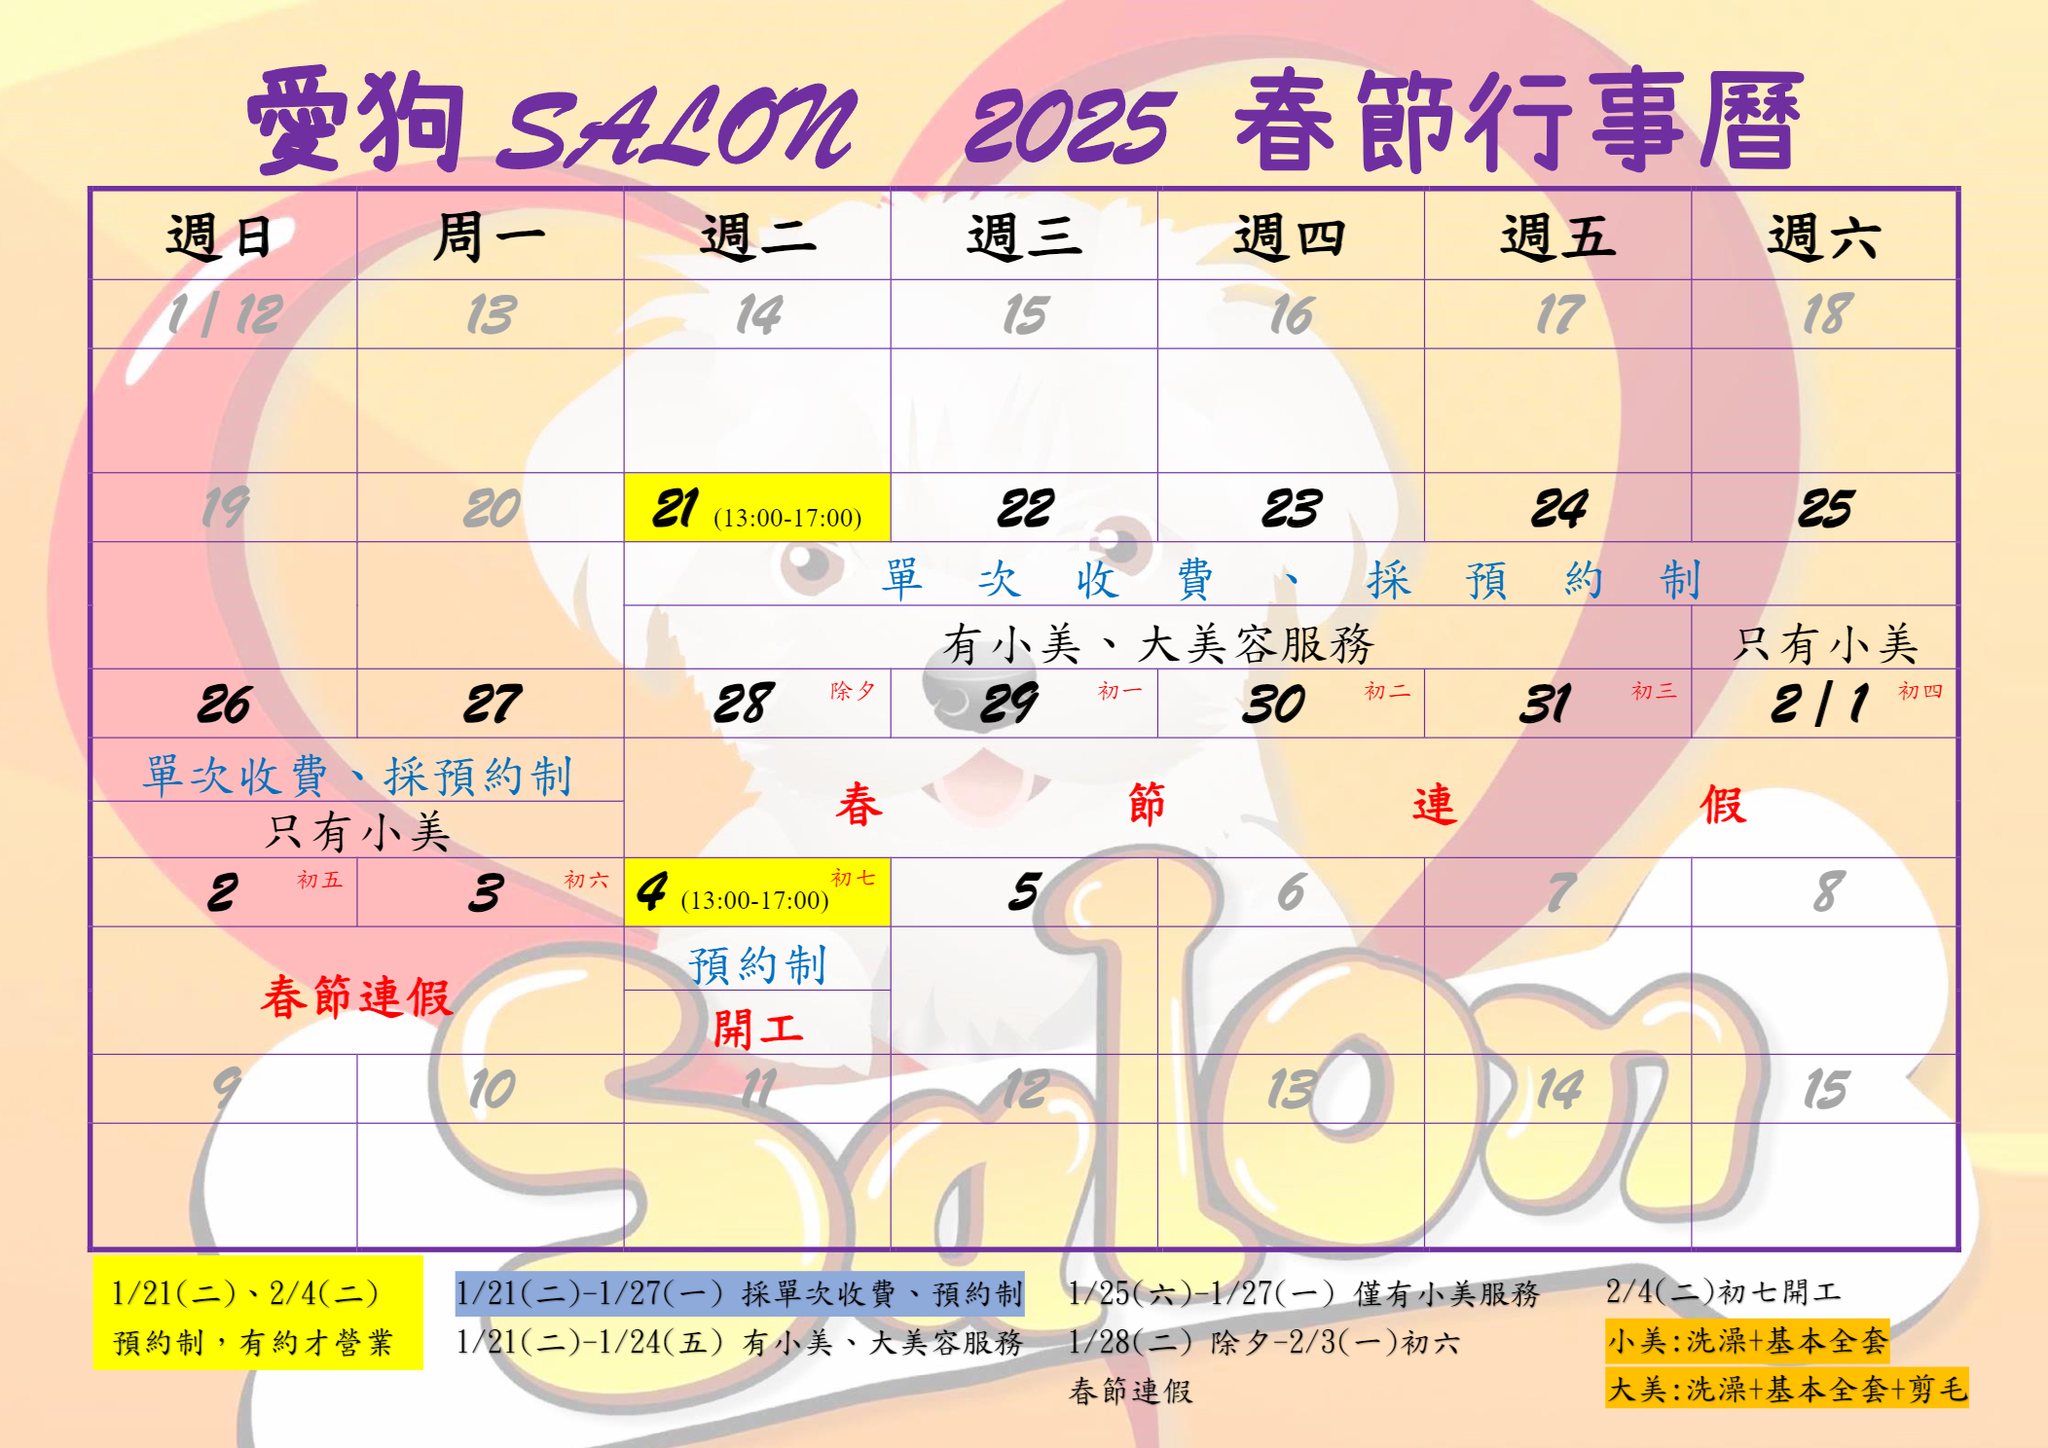 愛狗 SALON 2025 春節行事曆
週日 周一 週二 週三 週四 週五 週六
1/12 13 14 15 16 17 18
19 20 21 (13:00-17:00) 22 23 24 25
單次收費、採預約制
有小美、大美容服務 只有小美
26 27 28 除夕 29 初一 30 初二 31 初三 2/1 初四
單次收費、採預約制
只有小美
春節連假
2 初五 3 初六 4 (13:00-17:00) 初七 5 6 7 8
春節連假
預約制
開工
9 10 11 12 13 14 15
Salon
1/21(二)、2/4(二)
預約制，有約才營業
1/21(二)-1/27(一) 採單次收費、預約制
1/21(二)-1/24(五) 有小美、大美容服務
1/25(六)-1/27(一) 僅有小美服務
1/28(二) 除夕-2/3(一)初六
春節連假
2/4(二)初七開工
小美:洗澡+基本全套
大美:洗澡+基本全套+剪毛